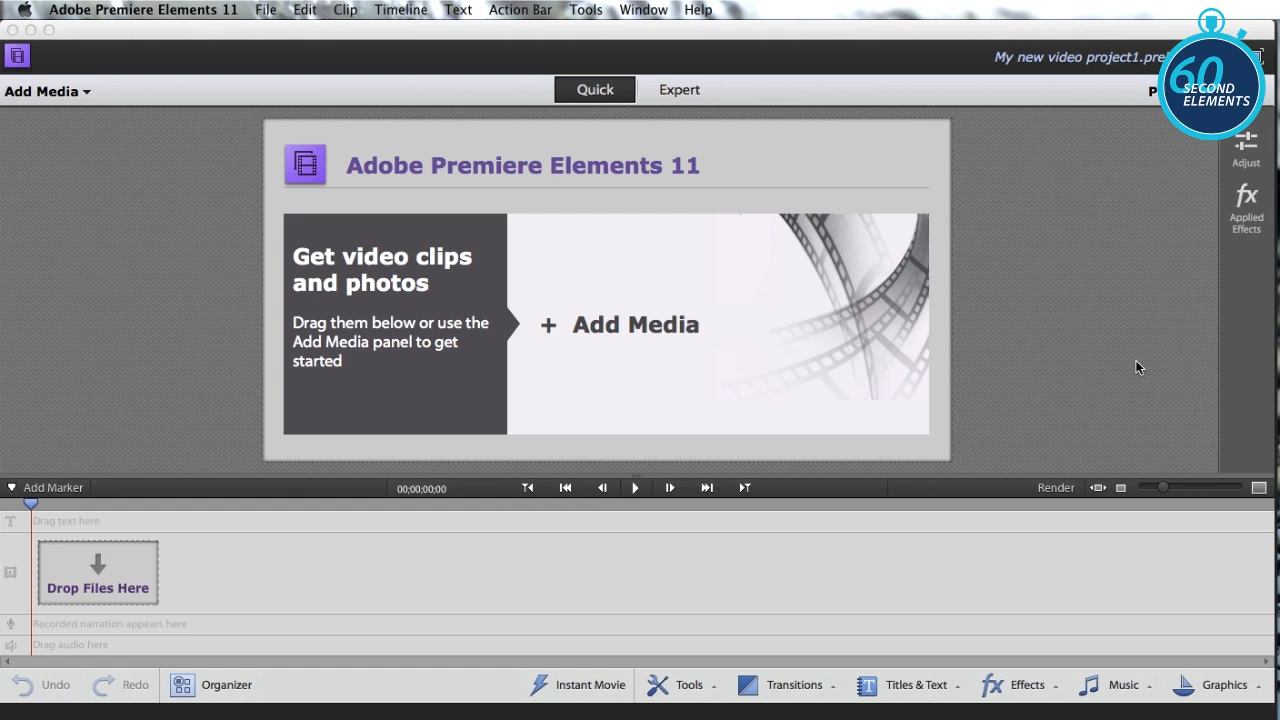 Adobe Premiere Elements 11 File Edit Clip Timeline Text Action Bar Tools Window Help
My new video project1.pre
60
SECOND
ELEMENTS
Add Media
Quick
Expert
P
Adobe Premiere Elements 11
Adjust
fx
Applied
Effects
Get video clips
and photos
Drag them below or use the
Add Media panel to get
started
+ Add Media
Add Marker
00;00;00;00
Render
T Drag text here
Drop Files Here
Recorded narration appears here
Drag audio here
Undo
Redo
Organizer
Instant Movie
Tools
Transitions
T Titles & Text
fx Effects
Music
Graphics